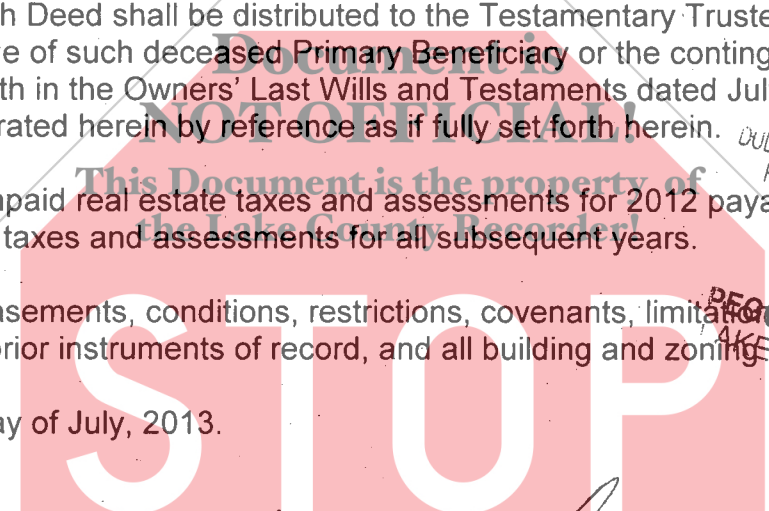 h Deed shall be distributed to the Testamentary Truste
e of such deceased Primary Beneficiary or the conting
Document is
th in the Owners' Last Wills and Testaments dated Jul
NOT OFFICIAL!
rated herein by reference as if fully set forth herein.
This Document is the property of
npaid real estate taxes and assessments for 2012 paya
the Lake County Recorder!
taxes and assessments for all subsequent years.
asements, conditions, restrictions, covenants, limitation
prior instruments of record, and all building and zoning
ay of July, 2013.
STOP